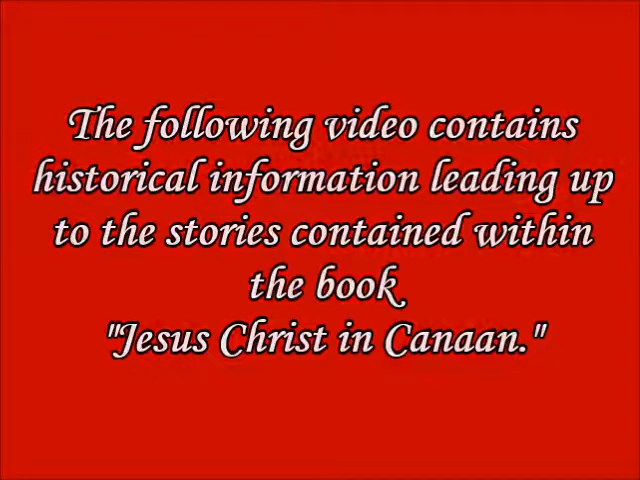 The following video contains
historical information leading up
to the stories contained within
the book
"Jesus Christ in Canaan."